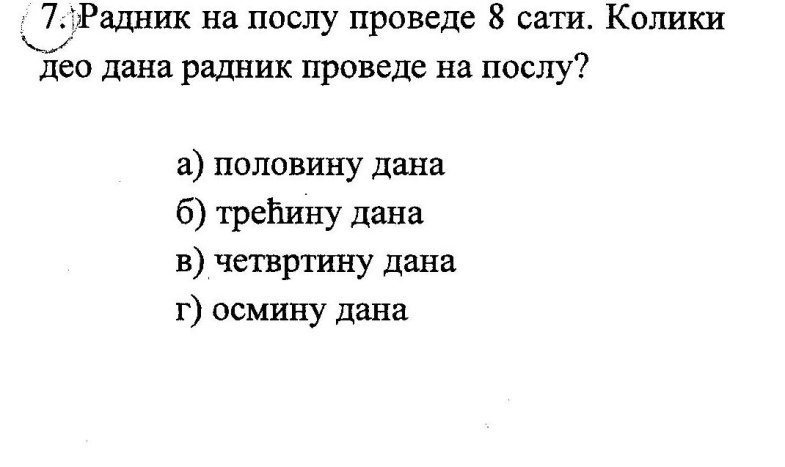 7. Радник на послу проведе 8 сати. Колики
део дана радник проведе на послу?
а) половину дана
б) трећину дана
в) четвртину дана
г) осмину дана